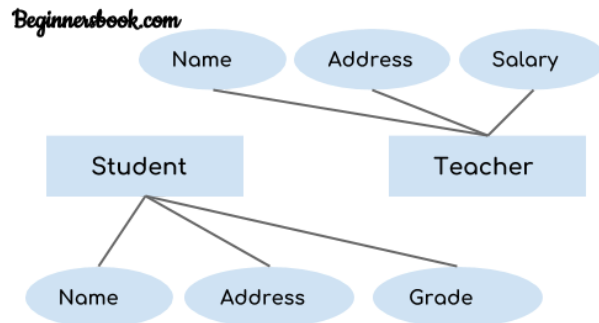 Beginnersbook.com
Name Address Salary
Student Teacher
Name Address Grade